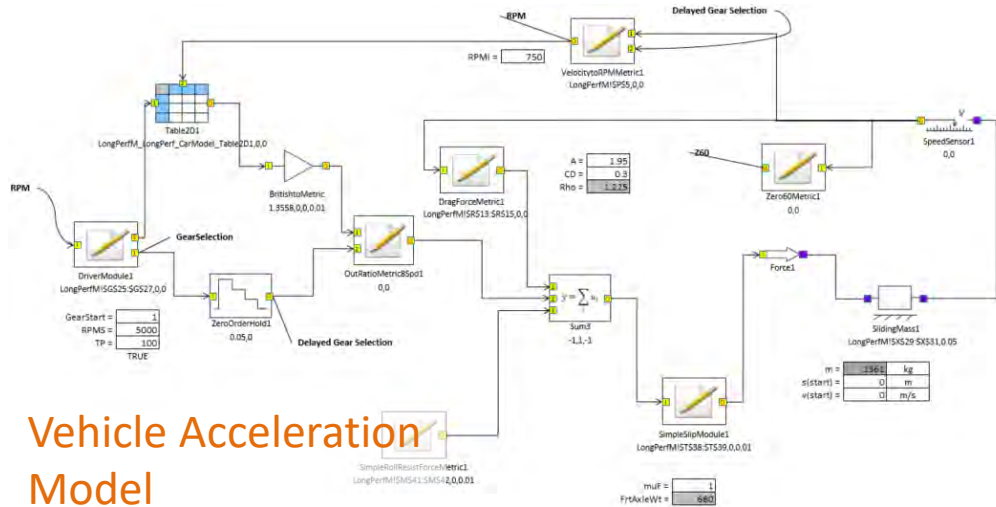 RPM
Delayed Gear Selection
RPMI = 750
VelocitytoRPMMetric1
LongPerfM!$P$5,0,0
Table2D1
LongPerfM_LongPerf_CarModel_Table2D1,0,0
V
SpeedSensor1
0,0
BritishtoMetric
1.3558,0,0,0.01
A = 1.95
CD = 0.3
Rho = 1.225
DragForceMetric1
LongPerfM!$R$13:$R$15,0,0
Z60
Zero60Metric1
0,0
RPM
DriverModule1
LongPerfM!$G$25:$G$27,0,0
GearSelection
OutRatioMetric8Spd1
0,0
Force1
ZeroOrderHold1
0.05,0
Delayed Gear Selection
Sum3
-1,1,-1
SlidingMass1
LongPerfM!$X$29:$X$31,0.05
GearStart = 1
RPMS = 5000
TP = 100
TRUE
m = 1561 kg
s(start) = 0 m
v(start) = 0 m/s
Vehicle Acceleration
Model
SimpleRollResistForceMetric1
LongPerfM!$M$41:$M$42,0,0,0.01
SimpleSlipModule1
LongPerfM!$T$38:$T$39,0,0,0.01
muF = 1
FrtAxleWt = 680